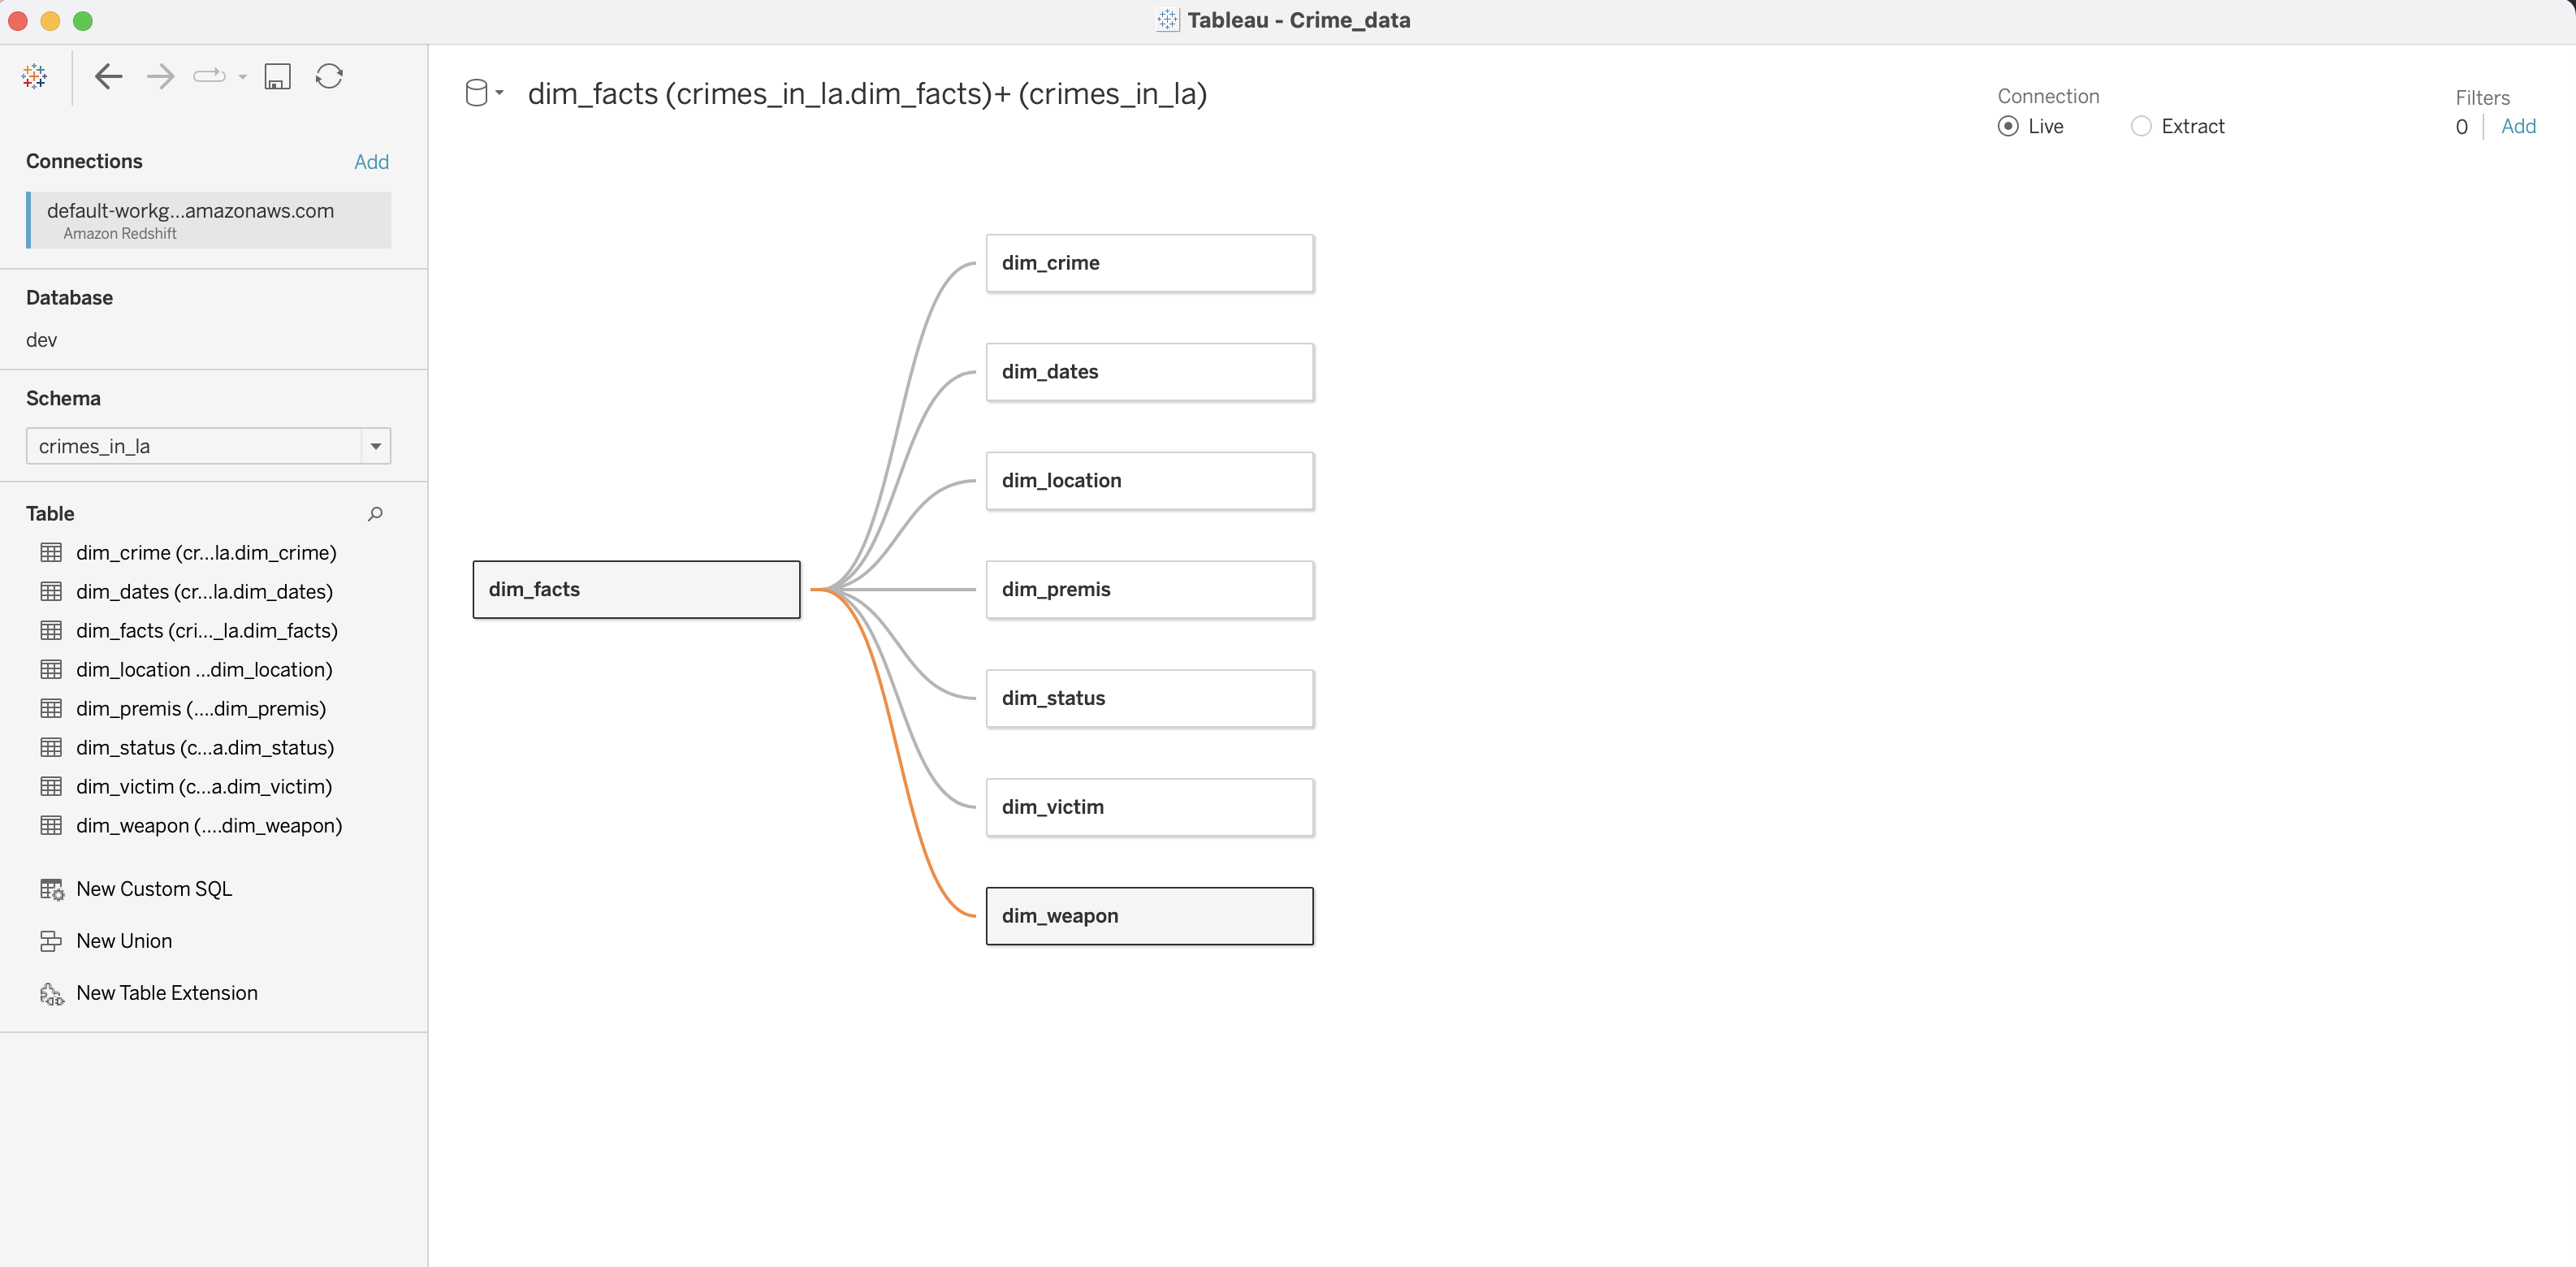 Tableau - Crime_data
dim_facts (crimes_in_la.dim_facts)+ (crimes_in_la)
Connection
Live
Extract
Filters
0
Add
Connections
Add
default-workg...amazonaws.com
Amazon Redshift
Database
dev
Schema
crimes_in_la
Table
dim_crime (cr...la.dim_crime)
dim_dates (cr...la.dim_dates)
dim_facts (cri..._la.dim_facts)
dim_location ...dim_location)
dim_premis (....dim_premis)
dim_status (c...a.dim_status)
dim_victim (c...a.dim_victim)
dim_weapon (....dim_weapon)
New Custom SQL
New Union
New Table Extension
dim_facts
dim_crime
dim_dates
dim_location
dim_premis
dim_status
dim_victim
dim_weapon